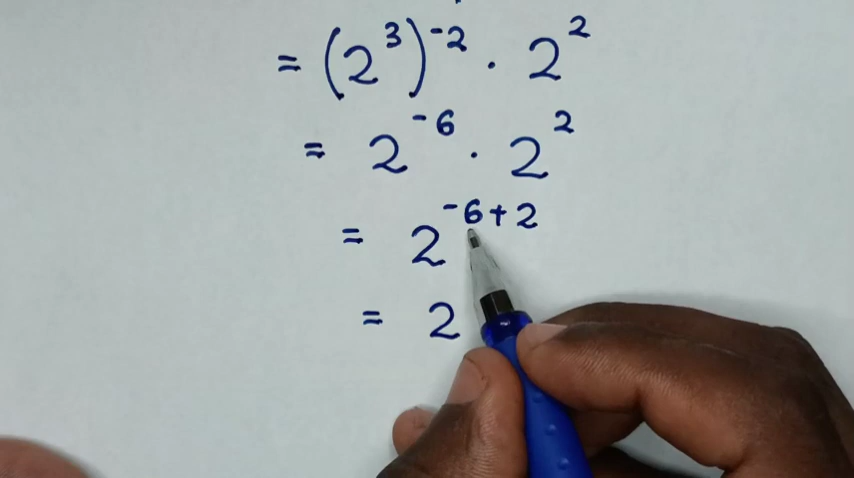 = (2³)⁻² · 2²
= 2⁻⁶ · 2²
= 2⁻⁶⁺²
= 2